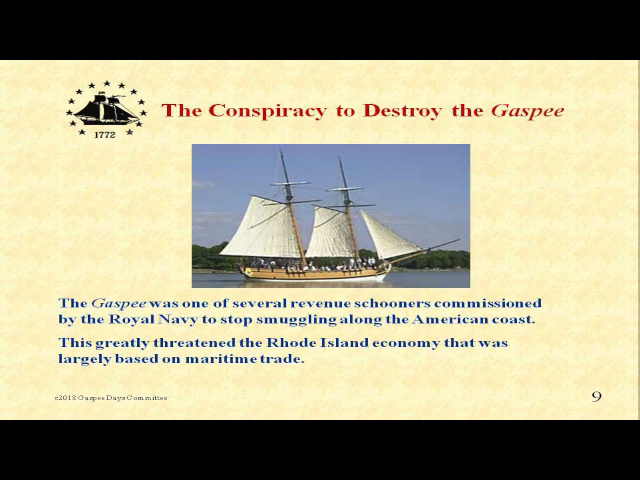 The Conspiracy to Destroy the Gaspee
1772
The Gaspee was one of several revenue schooners commissioned
by the Royal Navy to stop smuggling along the American coast.
This greatly threatened the Rhode Island economy that was
largely based on maritime trade.
c2018 Gaspee Days Committee
9